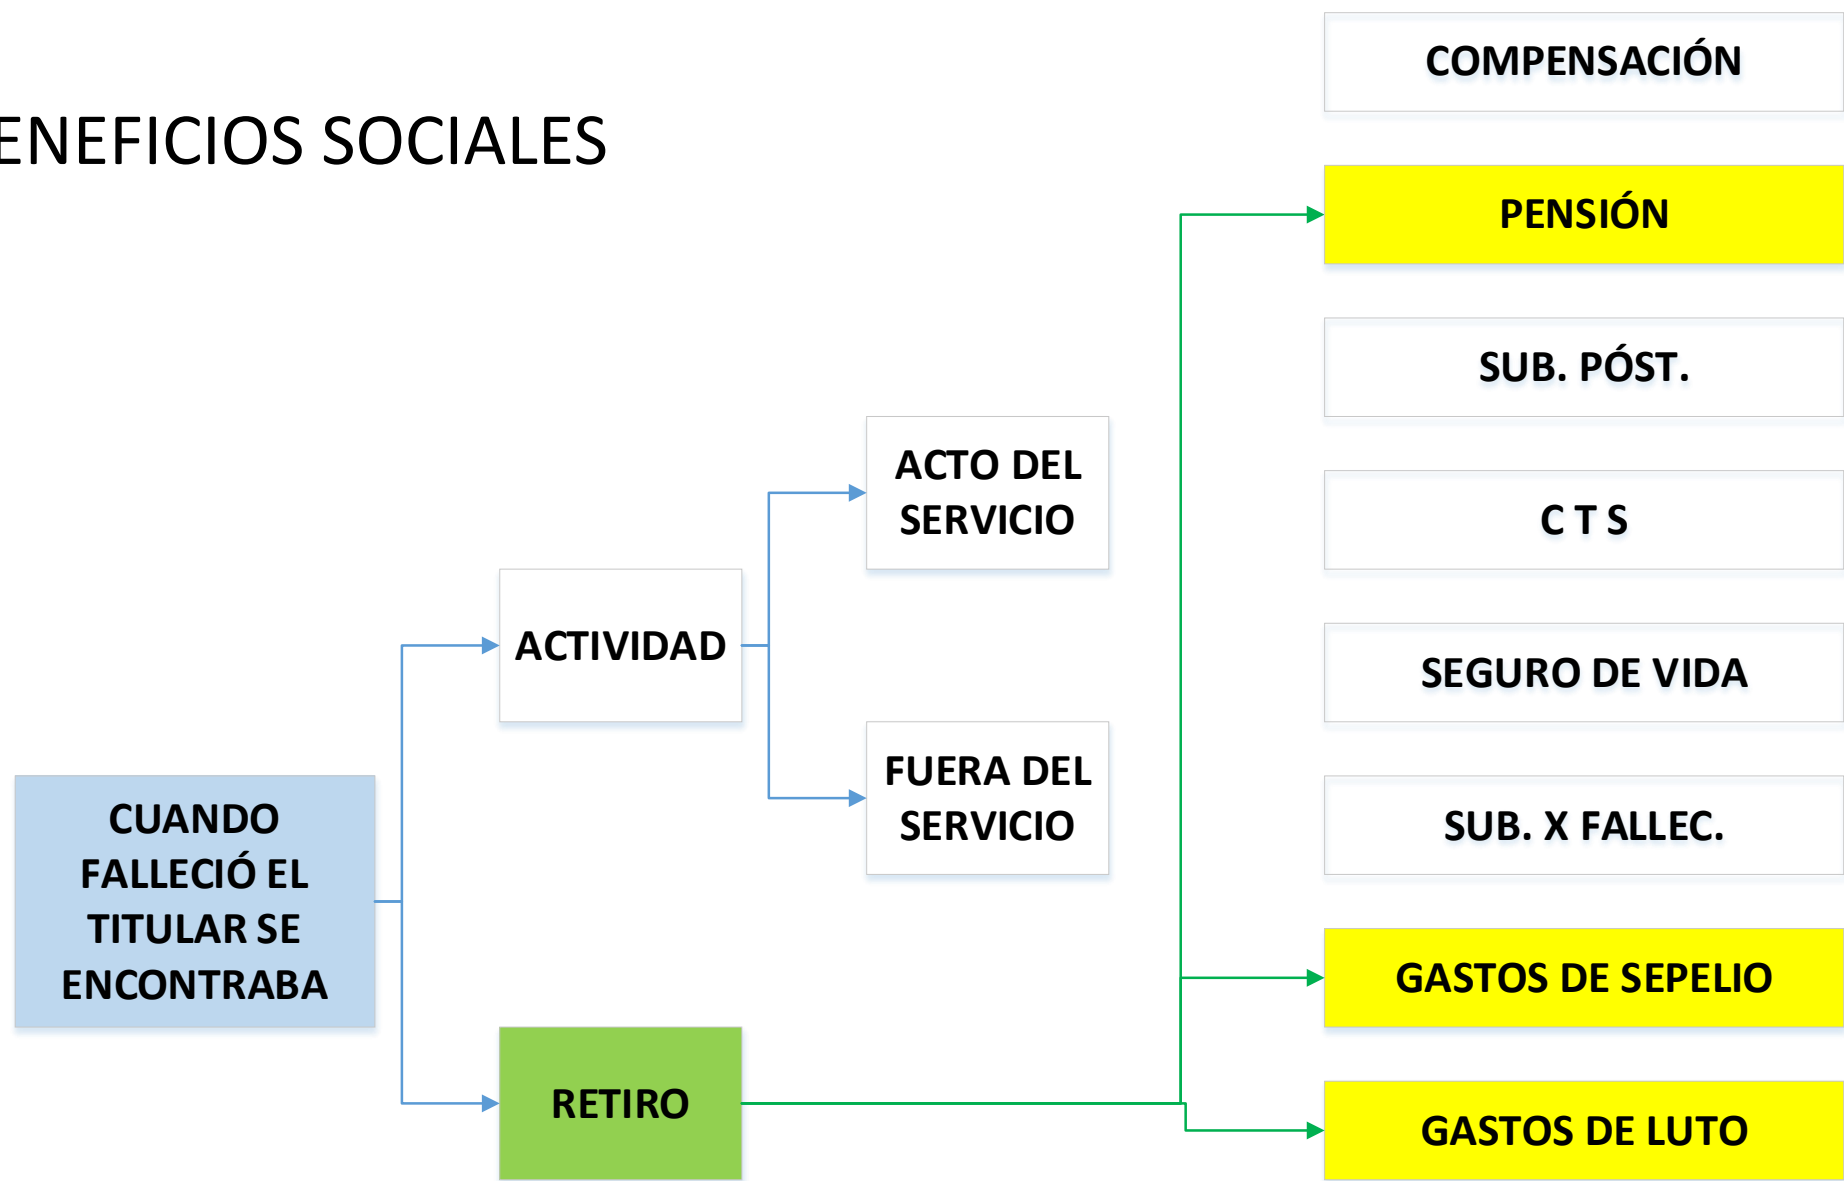 ENEFICIOS SOCIALES
COMPENSACIÓN
PENSIÓN
SUB. PÓST.
ACTO DEL
SERVICIO
C T S
ACTIVIDAD
SEGURO DE VIDA
FUERA DEL
SERVICIO
SUB. X FALLEC.
CUANDO
FALLECIÓ EL
TITULAR SE
ENCONTRABA
GASTOS DE SEPELIO
RETIRO
GASTOS DE LUTO